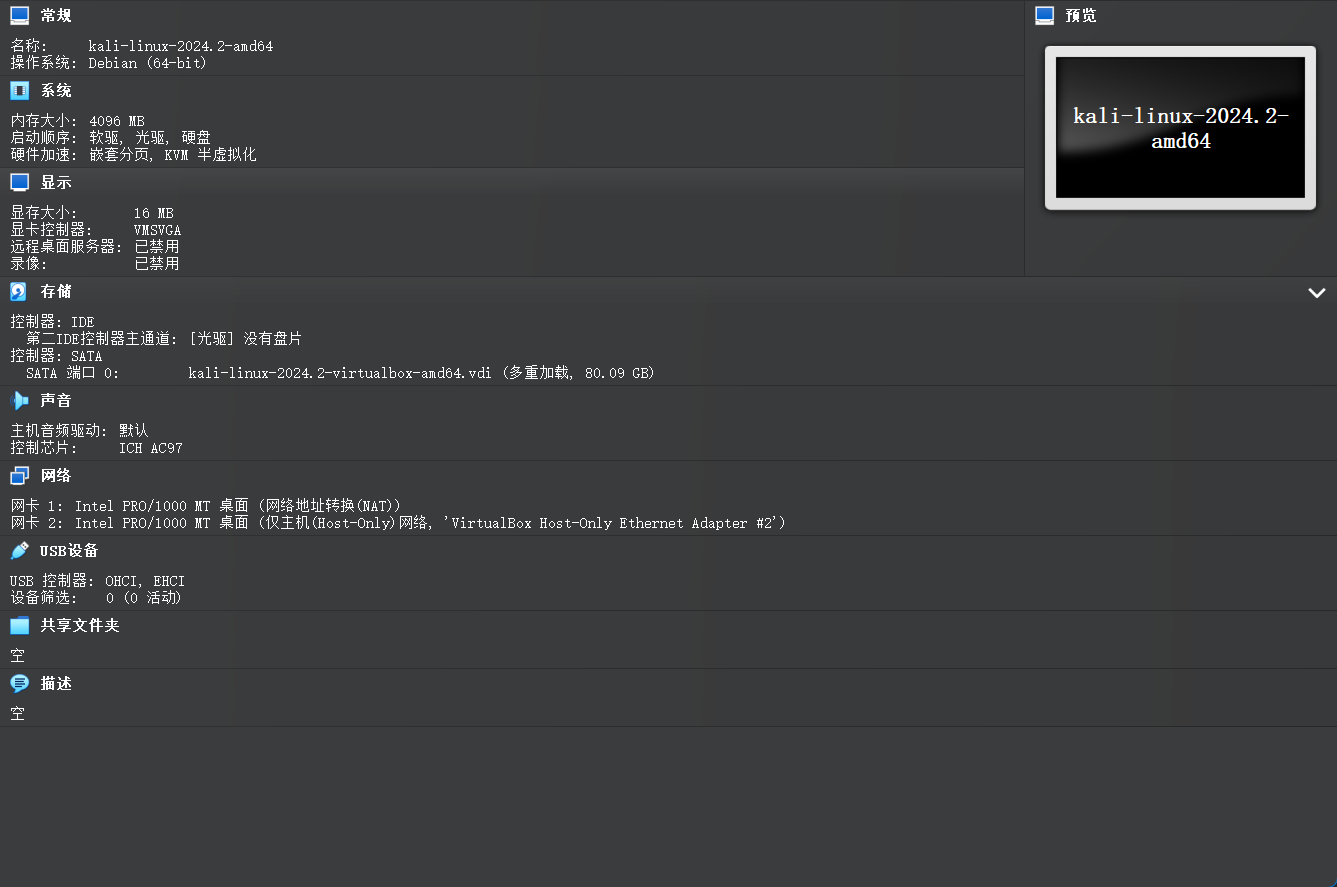 常规
名称: kali-linux-2024.2-amd64
操作系统: Debian (64-bit)
预览
kali-linux-2024.2-
amd64
系统
内存大小: 4096 MB
启动顺序: 软驱, 光驱, 硬盘
硬件加速: 嵌套分页, KVM 半虚拟化
显示
显存大小: 16 MB
显卡控制器: VMSVGA
远程桌面服务器: 已禁用
录像: 已禁用
存储
控制器: IDE
第二IDE控制器主通道: [光驱] 没有盘片
控制器: SATA
SATA 端口 0: kali-linux-2024.2-virtualbox-amd64.vdi (多重加载, 80.09 GB)
声音
主机音频驱动: 默认
控制芯片: ICH AC97
网络
网卡 1: Intel PRO/1000 MT 桌面 (网络地址转换(NAT))
网卡 2: Intel PRO/1000 MT 桌面 (仅主机(Host-Only)网络, 'VirtualBox Host-Only Ethernet Adapter #2')
USB设备
USB 控制器: OHCI, EHCI
设备筛选: 0 (0 活动)
共享文件夹
空
描述
空